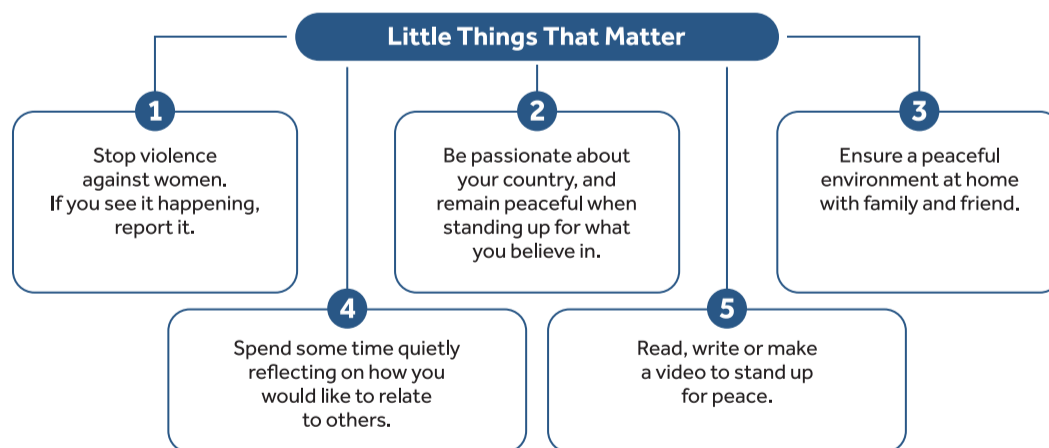 Little Things That Matter
1
Stop violence
against women.
If you see it happening,
report it.
2
Be passionate about
your country, and
remain peaceful when
standing up for what
you believe in.
3
Ensure a peaceful
environment at home
with family and friend.
4
Spend some time quietly
reflecting on how you
would like to relate
to others.
5
Read, write or make
a video to stand up
for peace.